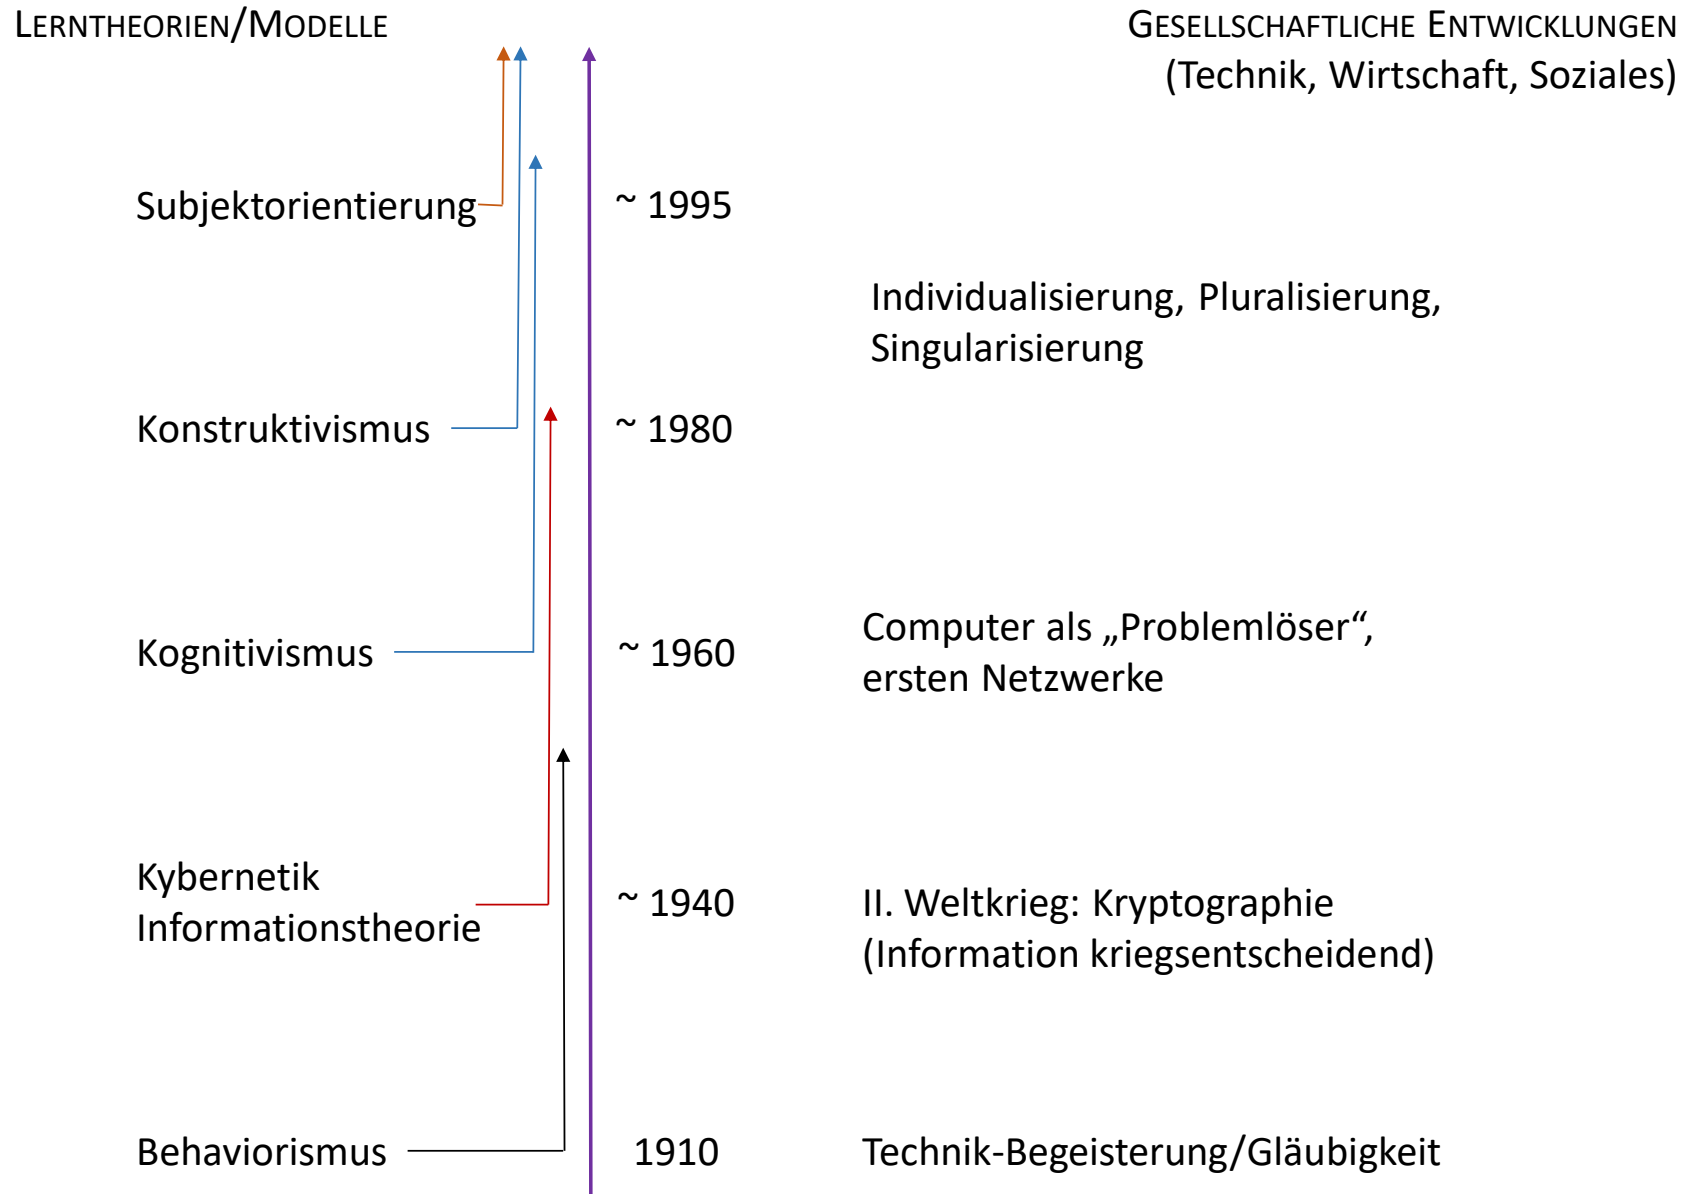 LERNTHEORIEN/MODELLE
GESELLSCHAFTLICHE ENTWICKLUNGEN
(Technik, Wirtschaft, Soziales)
Subjektorientierung
~ 1995
Individualisierung, Pluralisierung,
Singularisierung
Konstruktivismus
~ 1980
Kognitivismus
~ 1960
Computer als „Problemlöser“,
ersten Netzwerke
Kybernetik
Informationstheorie
~ 1940
II. Weltkrieg: Kryptographie
(Information kriegsentscheidend)
Behaviorismus
1910
Technik-Begeisterung/Gläubigkeit